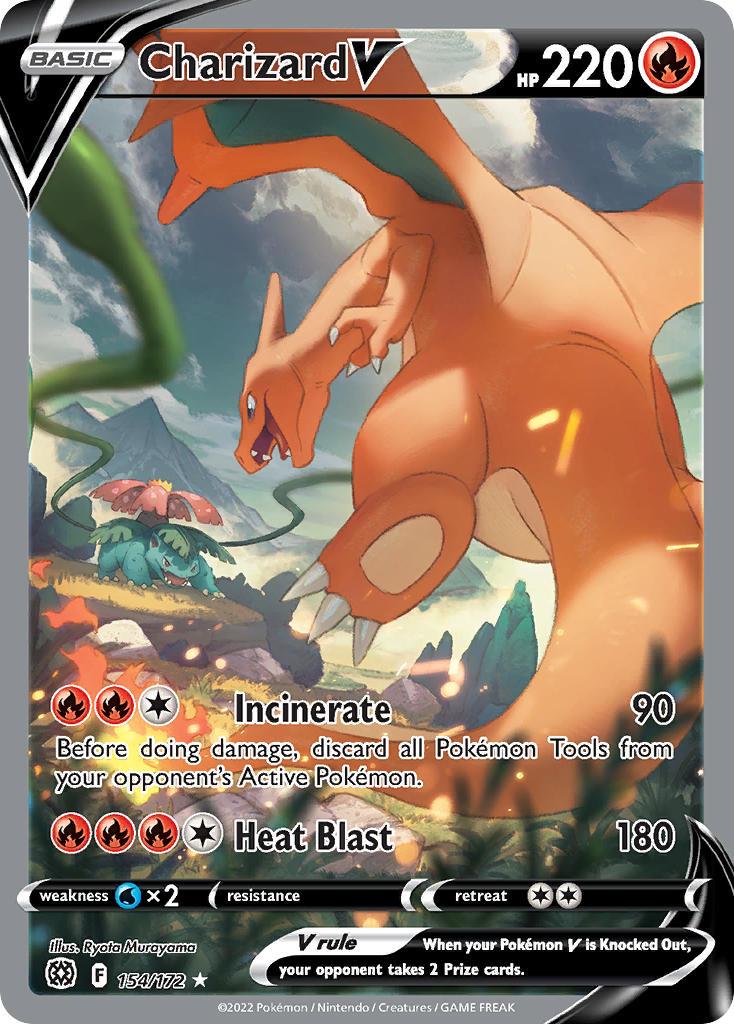 BASIC
Charizard V
HP 220
Incinerate 90
Before doing damage, discard all Pokémon Tools from
your opponent's Active Pokémon.
Heat Blast 180
weakness ×2 resistance retreat
Illus. Ryota Murayama
V rule When your Pokémon V is Knocked Out,
your opponent takes 2 Prize cards.
F 154/172
©2022 Pokémon / Nintendo / Creatures / GAME FREAK